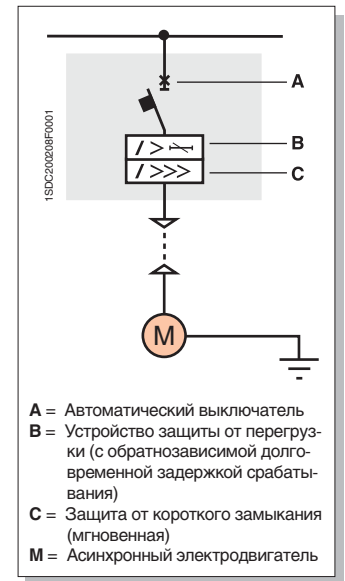 A
1SDC200208F0001
I > 
B
I >>>
C
M
A = Автоматический выключатель
B = Устройство защиты от перегруз-
ки (с обратнозависимой долго-
временной задержкой срабаты-
вания)
C = Защита от короткого замыкания
(мгновенная)
M = Асинхронный электродвигатель